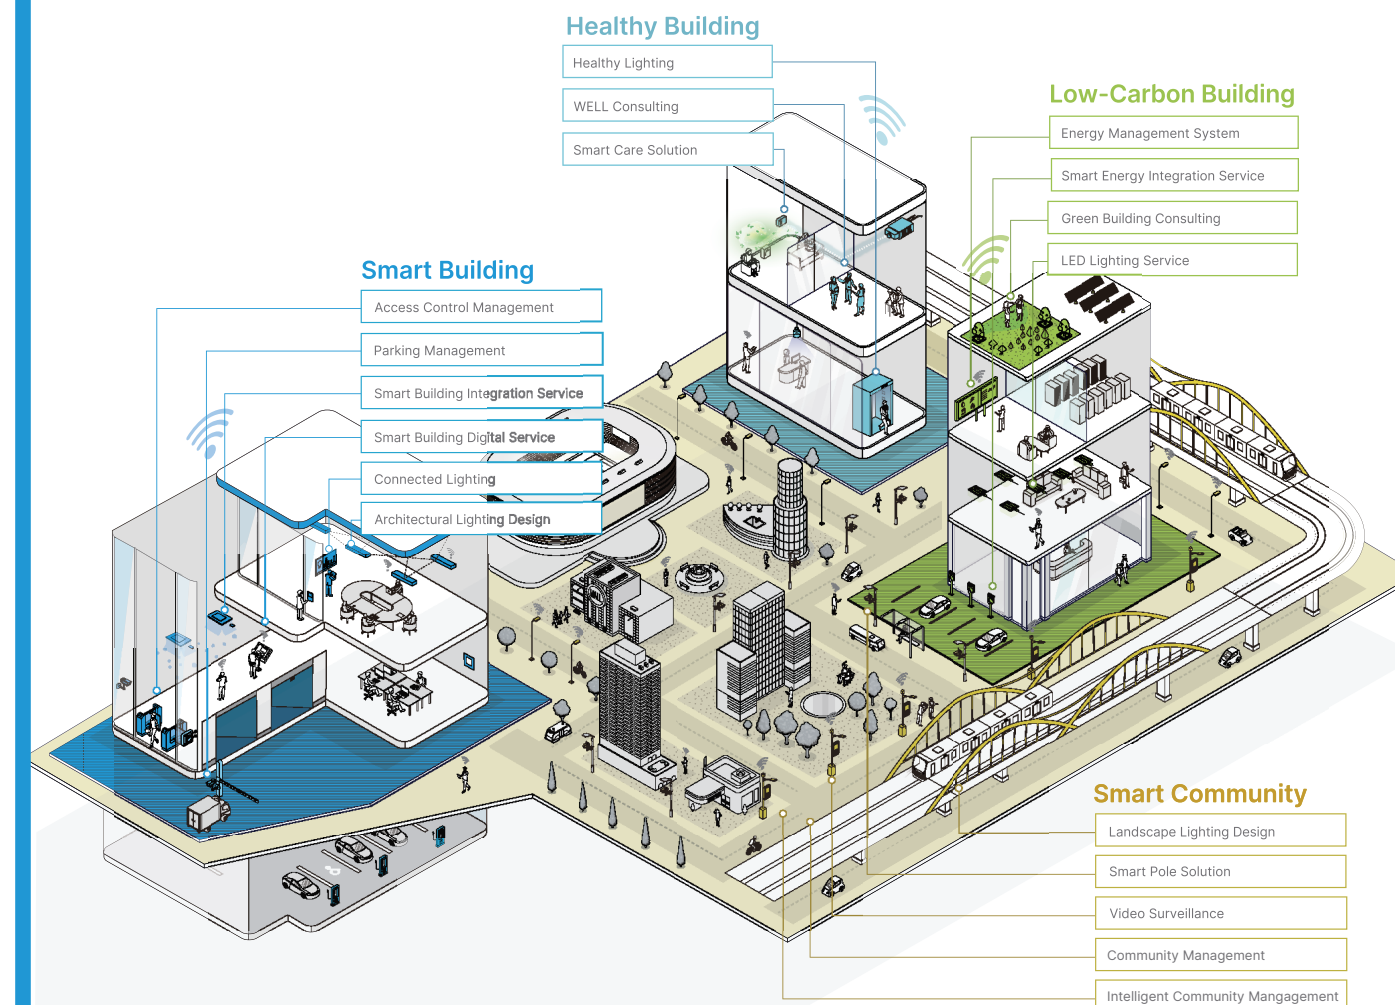 Healthy Building
Healthy Lighting
WELL Consulting
Smart Care Solution
Low-Carbon Building
Energy Management System
Smart Energy Integration Service
Green Building Consulting
LED Lighting Service
Smart Building
Access Control Management
Parking Management
Smart Building Integration Service
Smart Building Digital Service
Connected Lighting
Architectural Lighting Design
Smart Community
Landscape Lighting Design
Smart Pole Solution
Video Surveillance
Community Management
Intelligent Community Mangagement